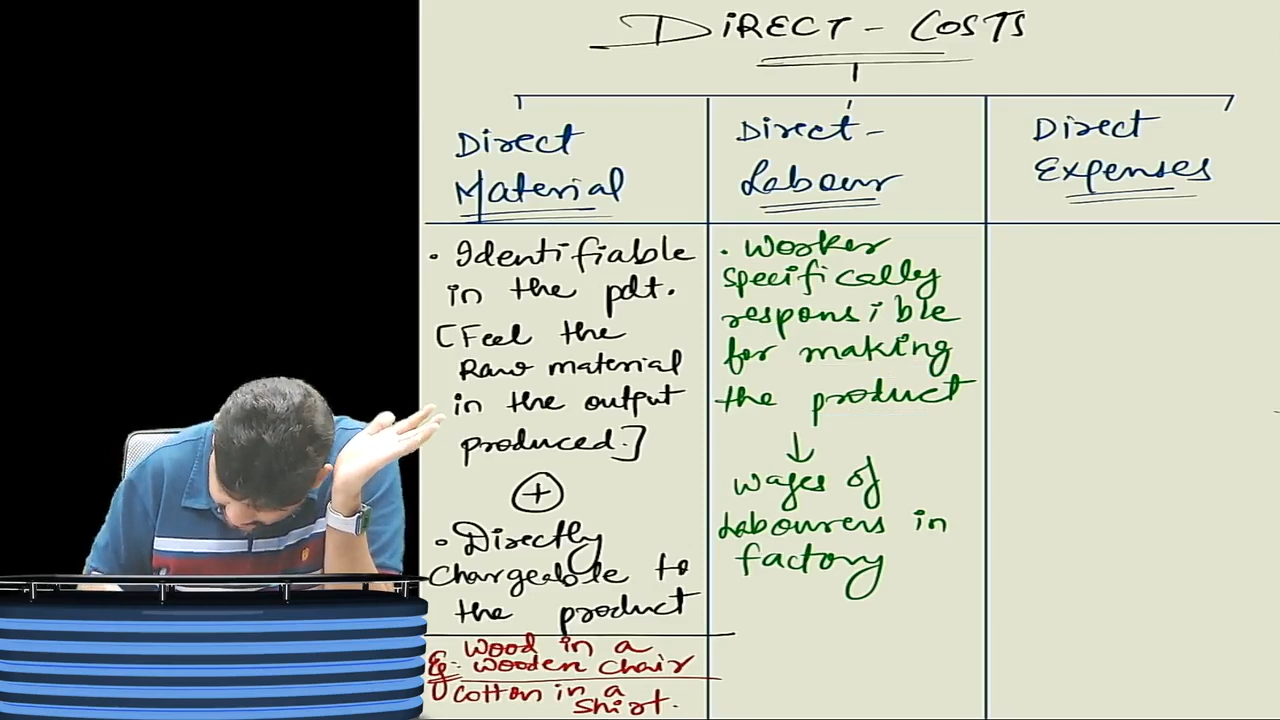 DIRECT - COSTS
Direct
Material
• Identifiable
in the pdt.
[Feel the
Raw material
in the output
produced.]
+
• Directly
chargeable to
the product
Eg:- Wood in a
wooden chair
Cotton in a
Shirt.
Direct -
Labour
• Worker
specifically
responsible
for making
the product
↓
Wages of
Labourers in
factory
Direct
Expenses